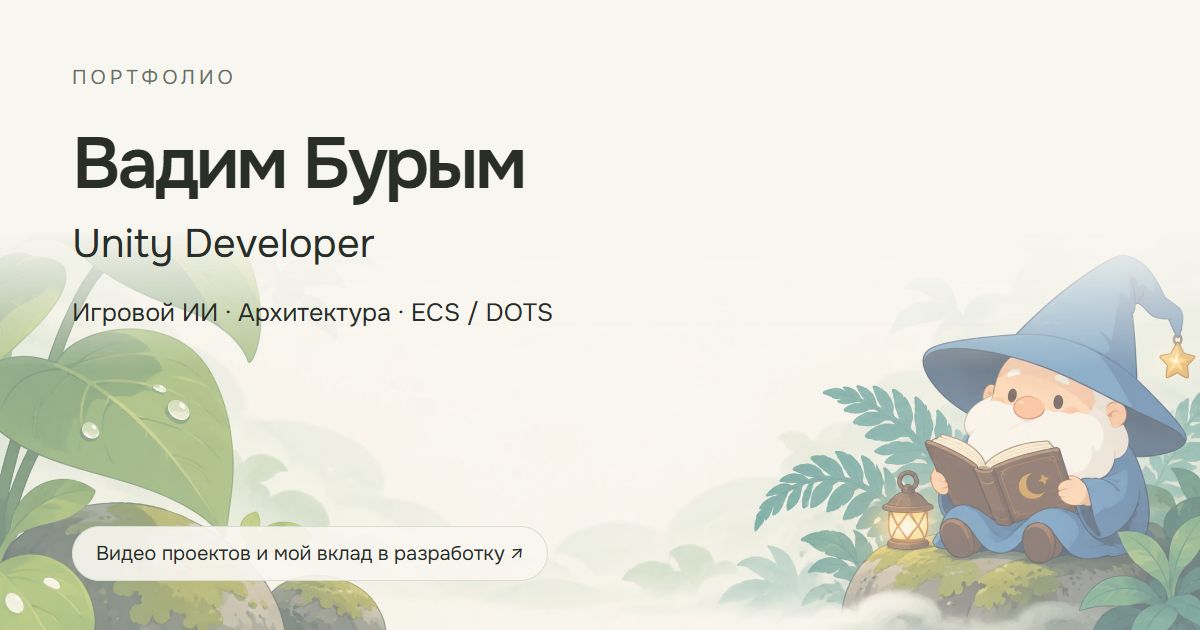 ПОРТФОЛИО
Вадим Бурым
Unity Developer
Игровой ИИ · Архитектура · ECS / DOTS
Видео проектов и мой вклад в разработку ↗